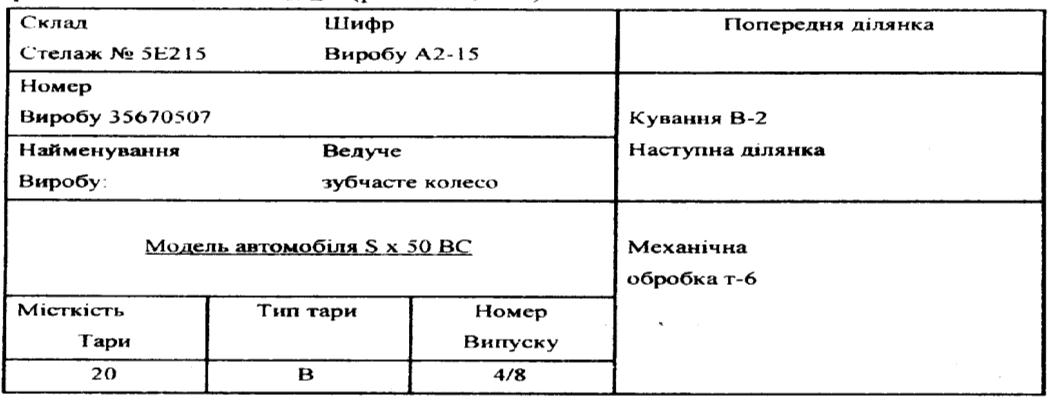 Склад Шифр
Стелаж № 5Е215 Виробу А2-15
Попередня ділянка
Номер
Виробу 35670507
Кування В-2
Найменування Ведуче
Виробу: зубчасте колесо
Наступна ділянка
Модель автомобіля S x 50 BC
Механічна
обробка т-6
Місткість Тип тари Номер
Тари Випуску
20 В 4/8